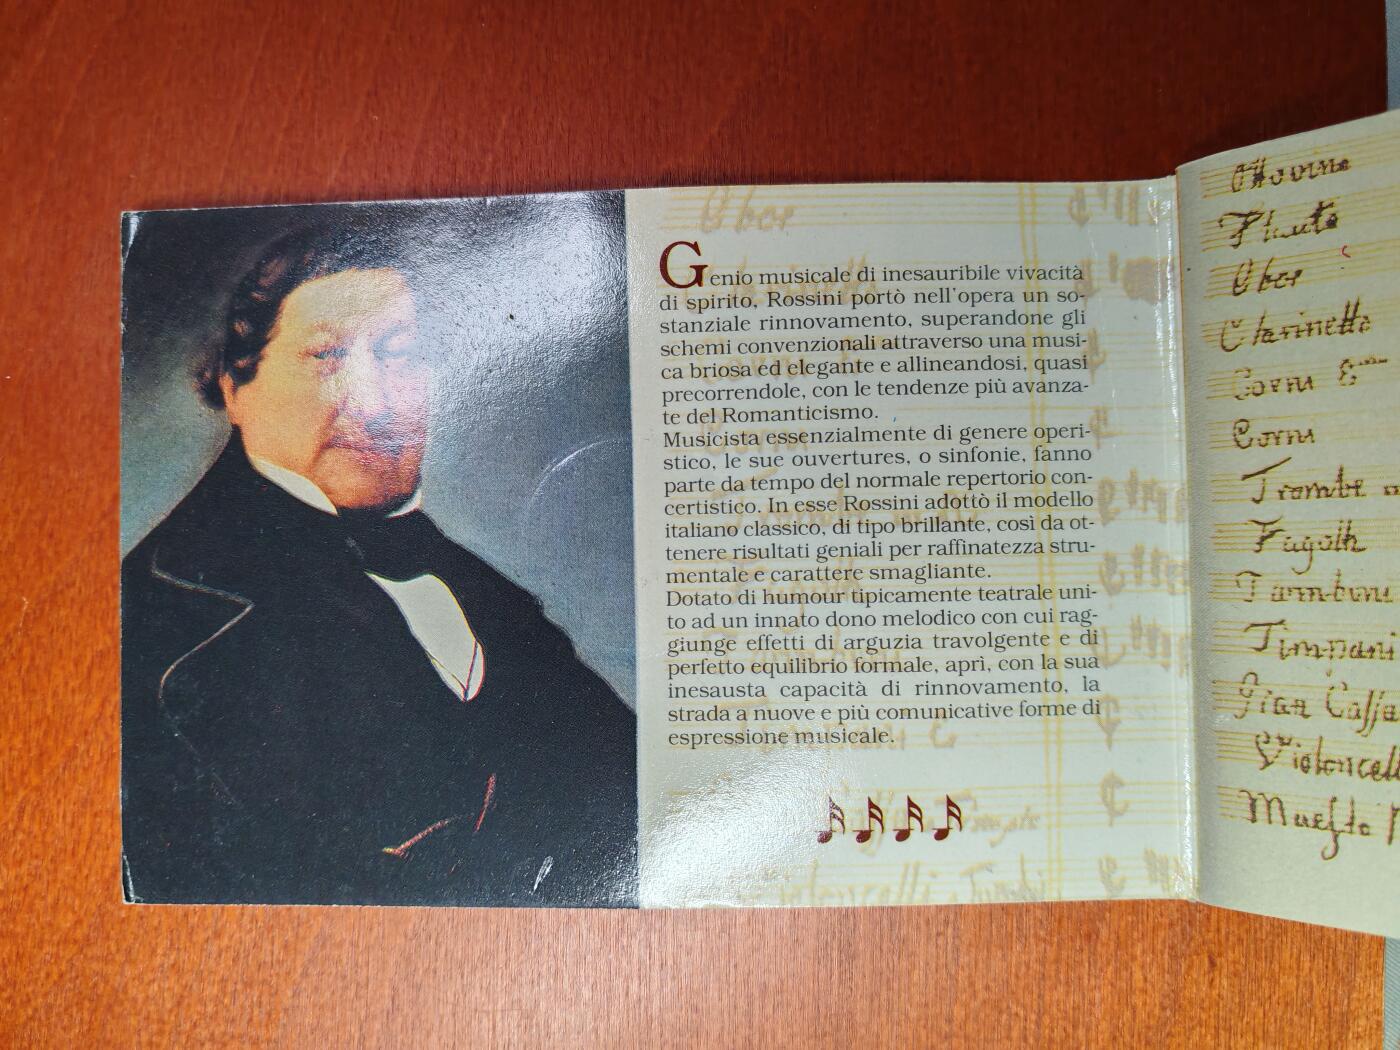 Genio musicale di inesauribile vivacità
di spirito, Rossini portò nell'opera un so-
stanziale rinnovamento, superandone gli
schemi convenzionali attraverso una musi-
ca briosa ed elegante e allineandosi, quasi
precorrendole, con le tendenze più avanza-
te del Romanticismo.
Musicista essenzialmente di genere operi-
stico, le sue ouvertures, o sinfonie, fanno
parte da tempo del normale repertorio con-
certistico. In esse Rossini adottò il modello
italiano classico, di tipo brillante, così da ot-
tenere risultati geniali per raffinatezza stru-
mentale e carattere smagliante.
Dotato di humour tipicamente teatrale uni-
to ad un innato dono melodico con cui rag-
giunge effetti di arguzia travolgente e di
perfetto equilibrio formale, aprì, con la sua
inesausta capacità di rinnovamento, la
strada a nuove e più comunicative forme di
espressione musicale.
Oboe
Clarinette
Corni
Corni
Trombe
Timpani